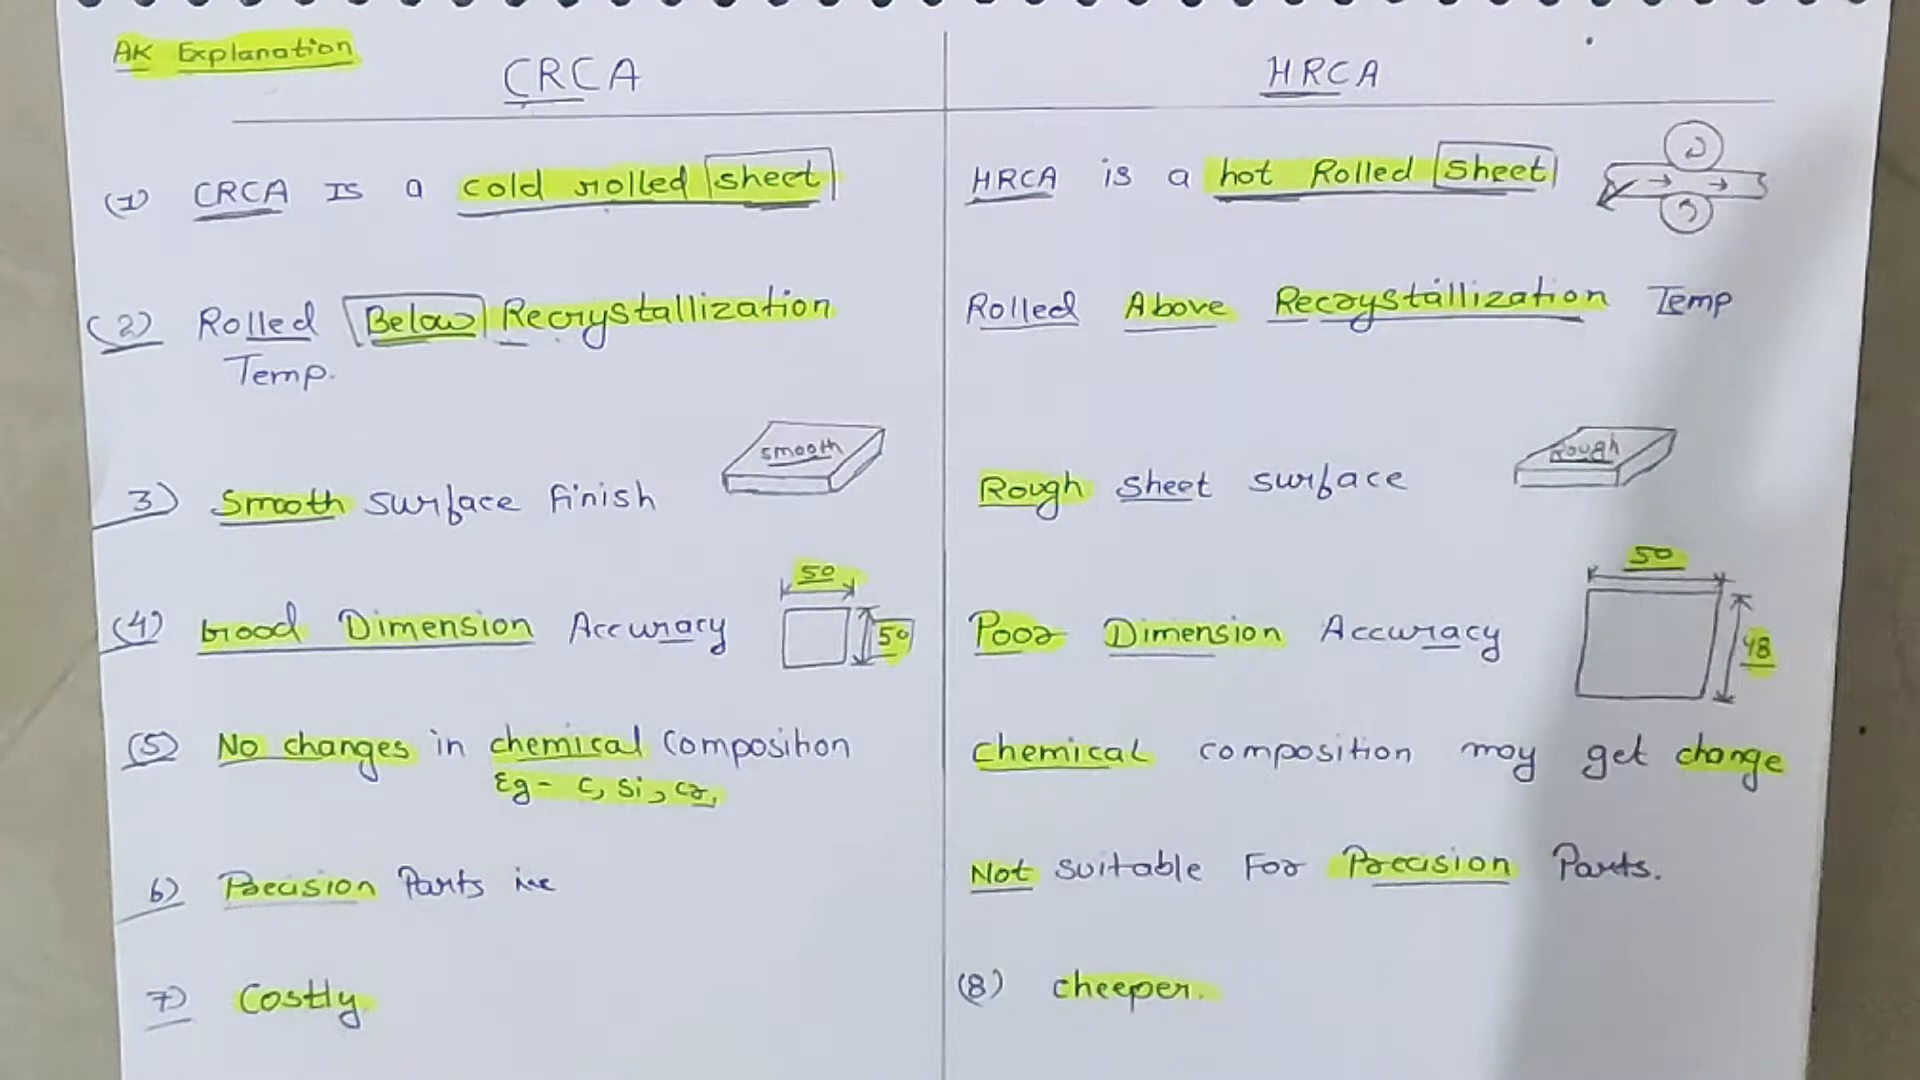 AK Explanation
CRCA
HRCA
(1) CRCA IS a cold rolled sheet
HRCA is a hot Rolled sheet
(2) Rolled Below Recrystallization
Temp.
Rolled Above Recrystallization Temp
3) Smooth surface finish
smooth
Rough sheet surface
Rough
(4) Good Dimension Accuracy
50
50
Poor Dimension Accuracy
50
48
(5) No changes in chemical Composition
Eg - C, Si, Cr,
Chemical composition may get change
6) Precision Parts
Not suitable For Precision Parts.
7) Costly
(8) cheeper.